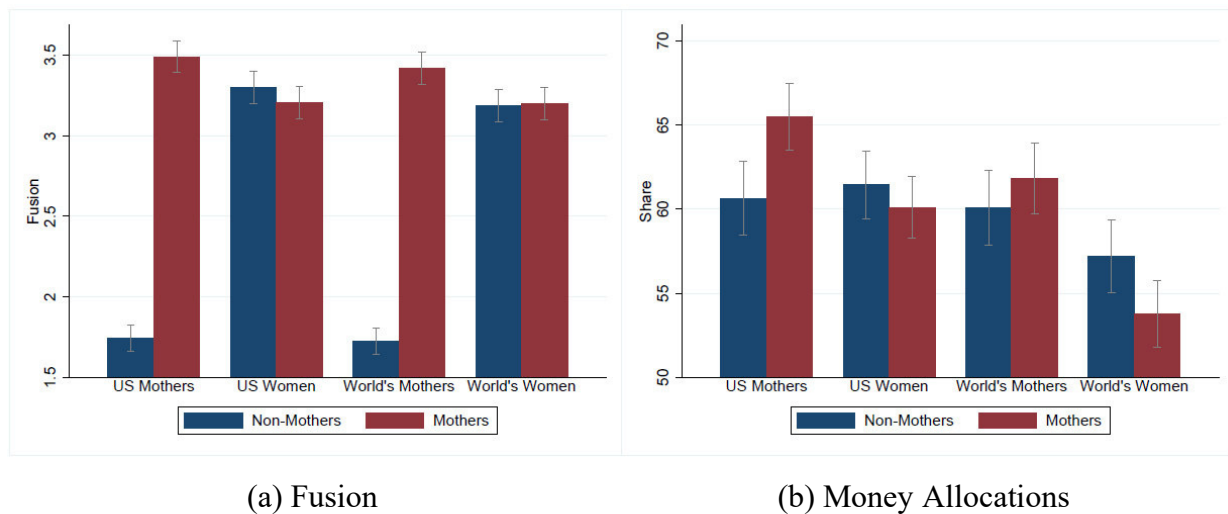 Fusion
3.5
3
2.5
2
1.5
US Mothers US Women World's Mothers World's Women
Non-Mothers Mothers
Share
70
65
60
55
50
US Mothers US Women World's Mothers World's Women
Non-Mothers Mothers
(a) Fusion
(b) Money Allocations